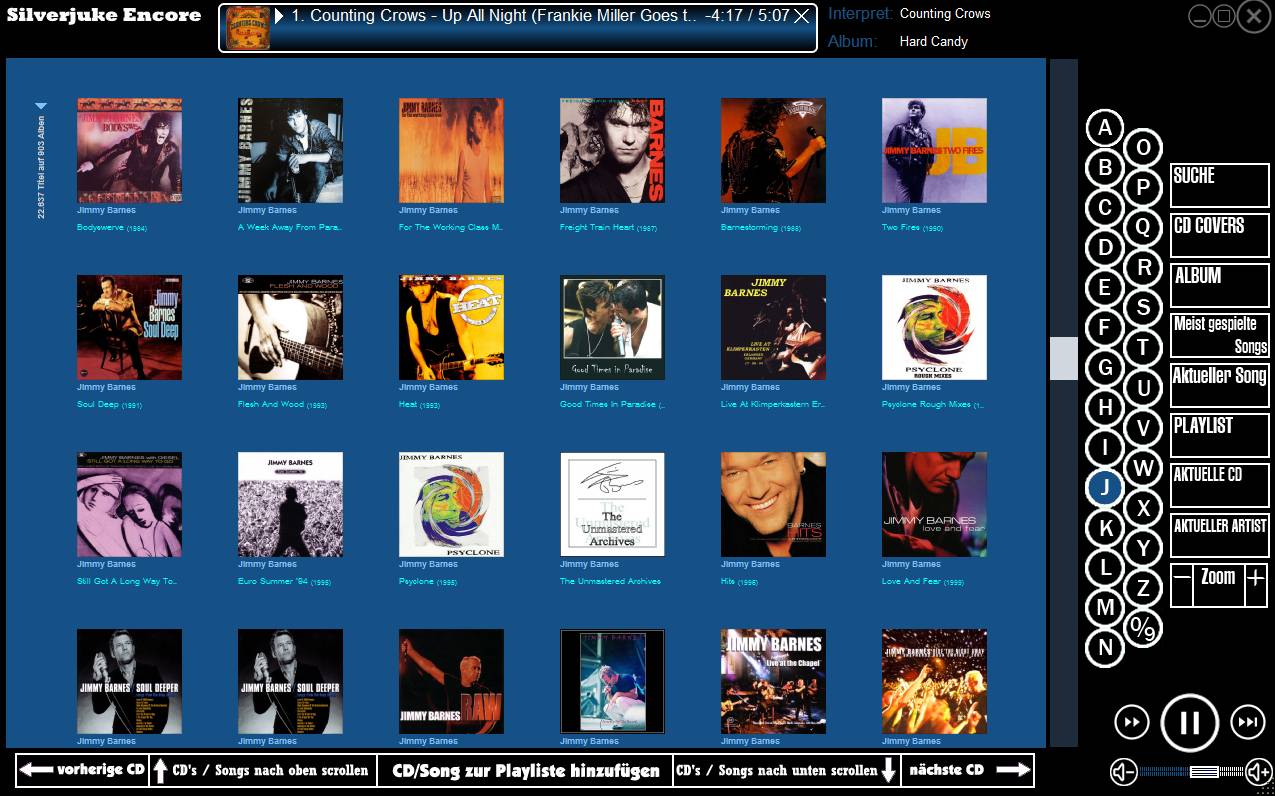 Silverjuke Encore
1. Counting Crows - Up All Night (Frankie Miller Goes t.. -4:17 / 5:07
Interpret: Counting Crows
Album: Hard Candy
22.637 Titel auf 903 Alben
Jimmy Barnes
Bodyswerve (1984)
Jimmy Barnes
A Week Away From Para..
Jimmy Barnes
For The Working Class M..
Jimmy Barnes
Freight Train Heart (1987)
Jimmy Barnes
Barnestorming (1988)
Jimmy Barnes
Two Fires (1990)
Jimmy Barnes
Soul Deep (1991)
Jimmy Barnes
Flesh And Wood (1993)
Jimmy Barnes
Heat (1993)
Jimmy Barnes
Good Times In Paradise (..
Jimmy Barnes
Live At Klimperkastern Er..
Jimmy Barnes
Psyclone Rough Mixes (1..
Jimmy Barnes
Still Got A Long Way To..
Jimmy Barnes
Euro Summer '94 (1995)
Jimmy Barnes
Psyclone (1995)
Jimmy Barnes
The Unmastered Archives
Jimmy Barnes
Hits (1996)
Jimmy Barnes
Love And Fear (1999)
Jimmy Barnes
Jimmy Barnes
Jimmy Barnes
Jimmy Barnes
Jimmy Barnes
Jimmy Barnes
A
B
C
D
E
F
G
H
I
J
K
L
M
N
O
P
Q
R
S
T
U
V
W
X
Y
Z
0/9
SUCHE
CD COVERS
ALBUM
Meist gespielte
Songs
Aktueller Song
PLAYLIST
AKTUELLE CD
AKTUELLER ARTIST
Zoom
vorherige CD
CD's / Songs nach oben scrollen
CD/Song zur Playliste hinzufügen
CD's / Songs nach unten scrollen
nächste CD